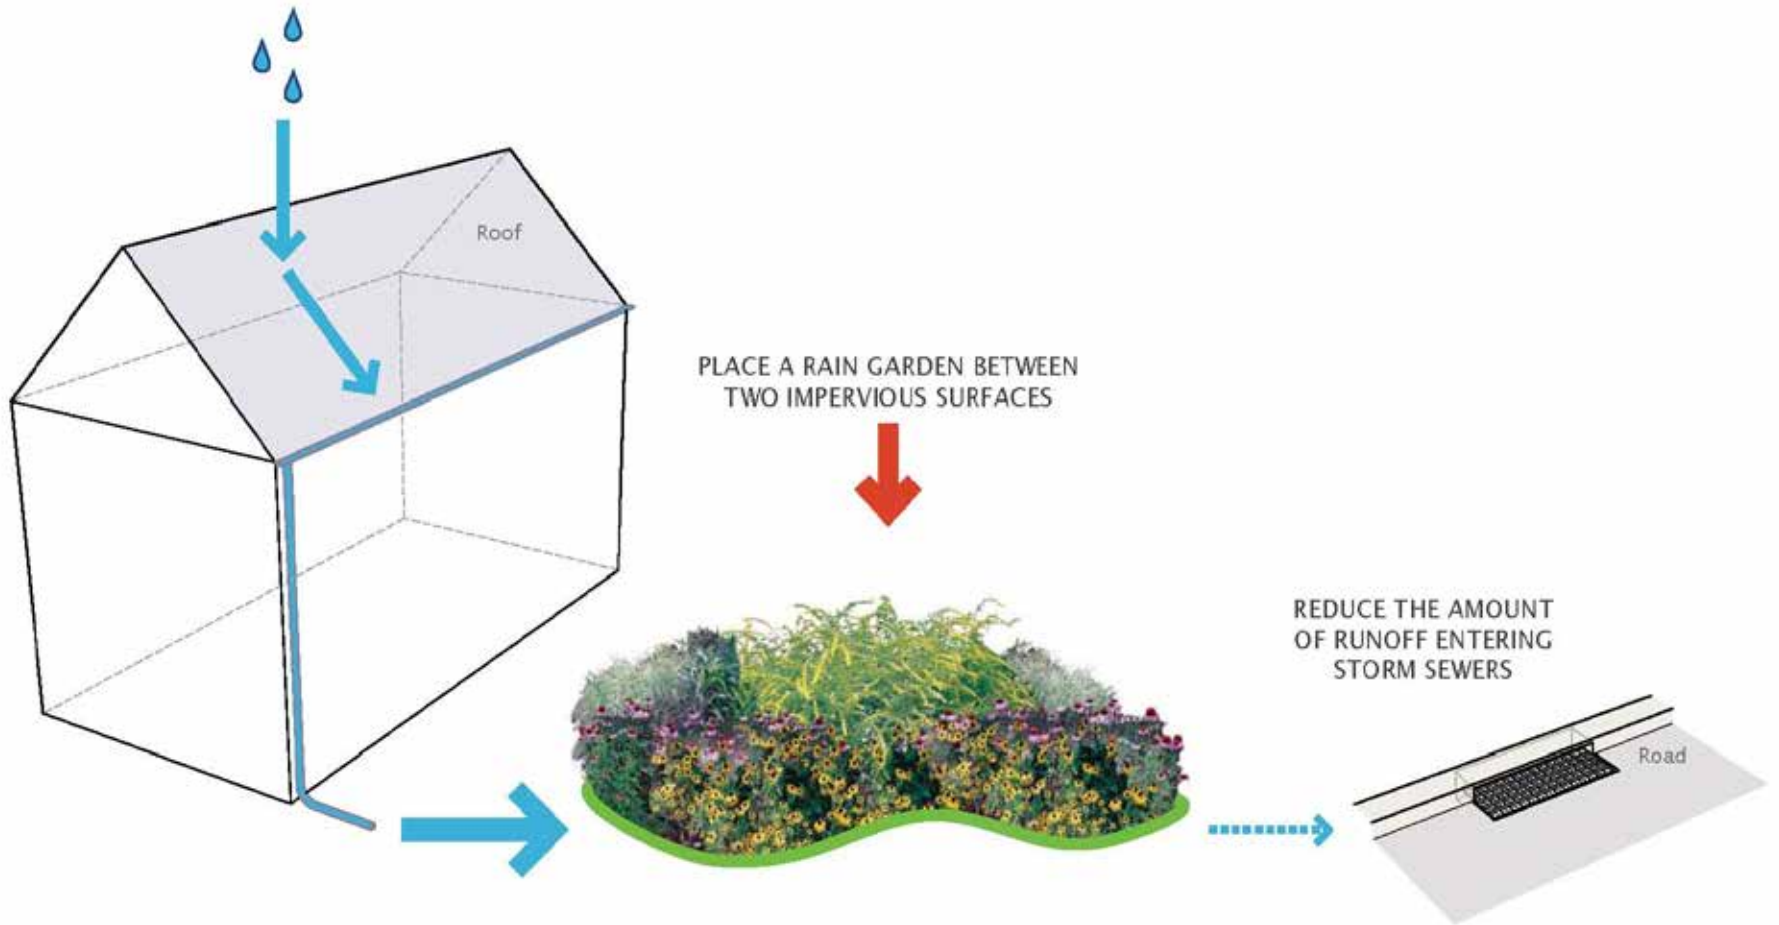 Roof
PLACE A RAIN GARDEN BETWEEN
TWO IMPERVIOUS SURFACES
REDUCE THE AMOUNT
OF RUNOFF ENTERING
STORM SEWERS
Road